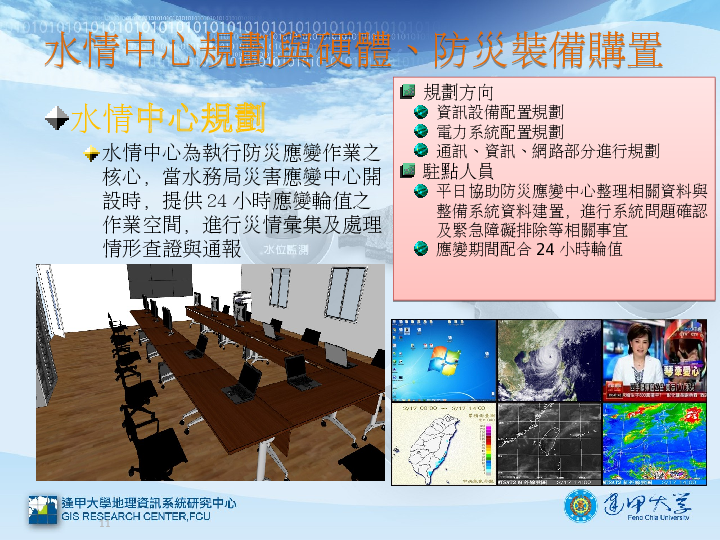 水情中心規劃與硬體、防災裝備購置
水情中心規劃
水情中心為執行防災應變作業之
核心，當水務局災害應變中心開
設時，提供 24 小時應變輪值之
作業空間，進行災情彙集及處理
情形查證與通報
水位監測
規劃方向
資訊設備配置規劃
電力系統配置規劃
通訊、資訊、網路部分進行規劃
駐點人員
平日協助防災應變中心整理相關資料與
整備系統資料建置，進行系統問題確認
及緊急障礙排除等相關事宜
應變期間配合 24 小時輪值
逢甲大學地理資訊系統研究中心
GIS RESEARCH CENTER,FCU
11
逢甲大學
Feng Chia University